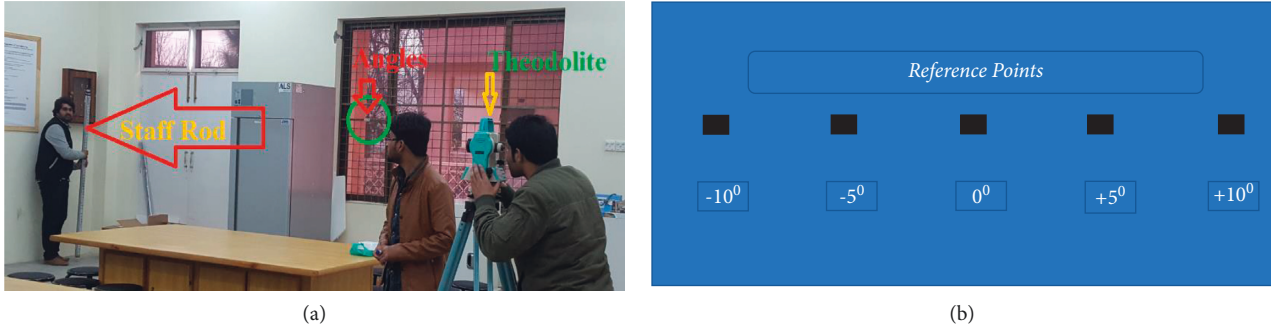 Angles
Theodolite
Staff Rod
ALS
(a)
Reference Points
-10⁰
-5⁰
0⁰
+5⁰
+10⁰
(b)